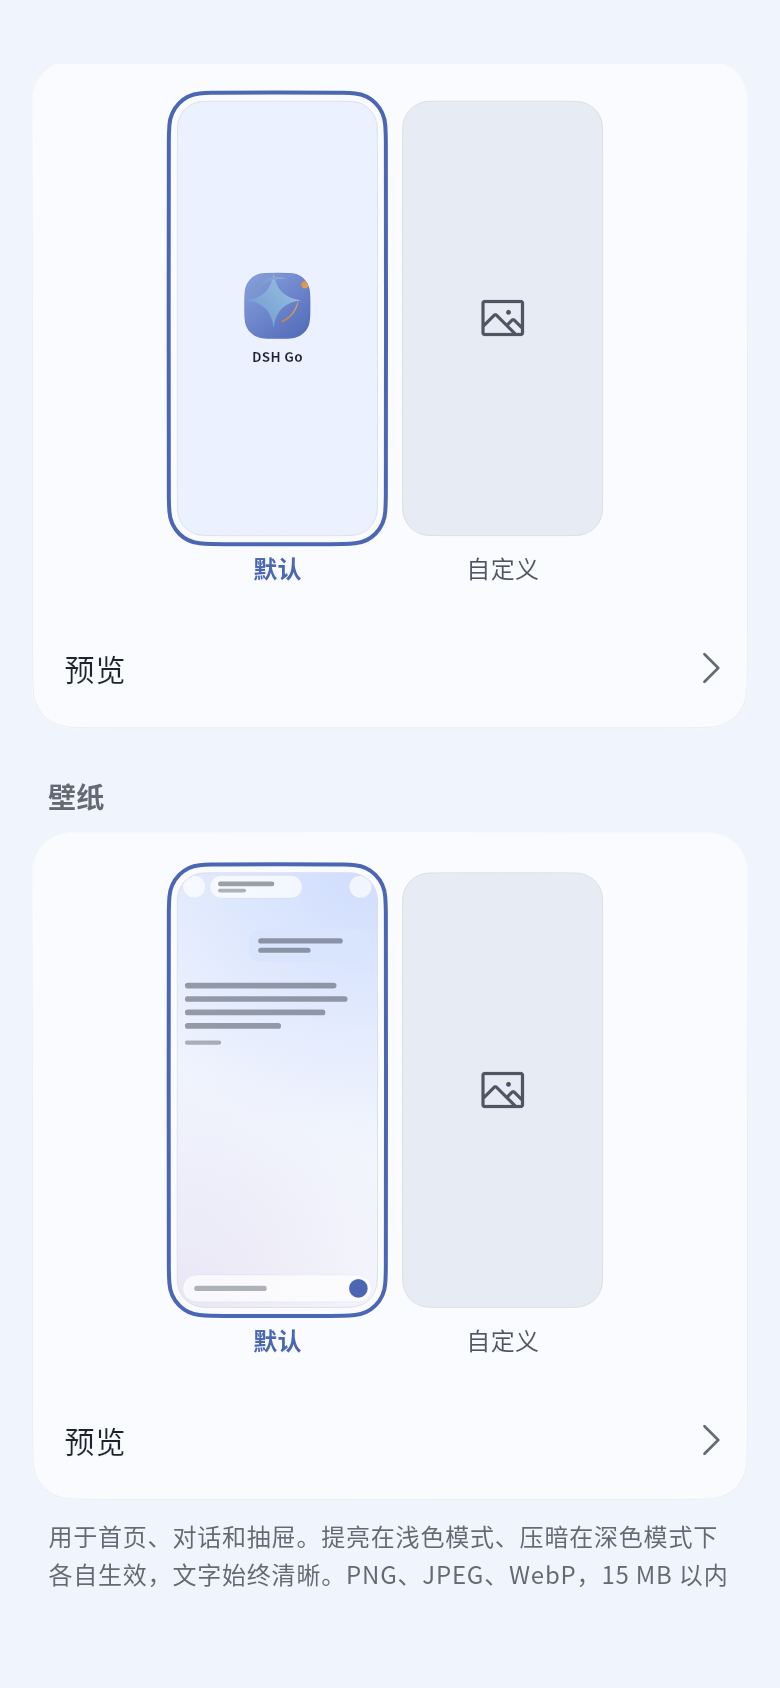 DSH Go
默认 自定义
预览
壁纸
默认 自定义
预览
用于首页、对话和抽屉。提亮在浅色模式、压暗在深色模式下
各自生效，文字始终清晰。PNG、JPEG、WebP，15 MB 以内